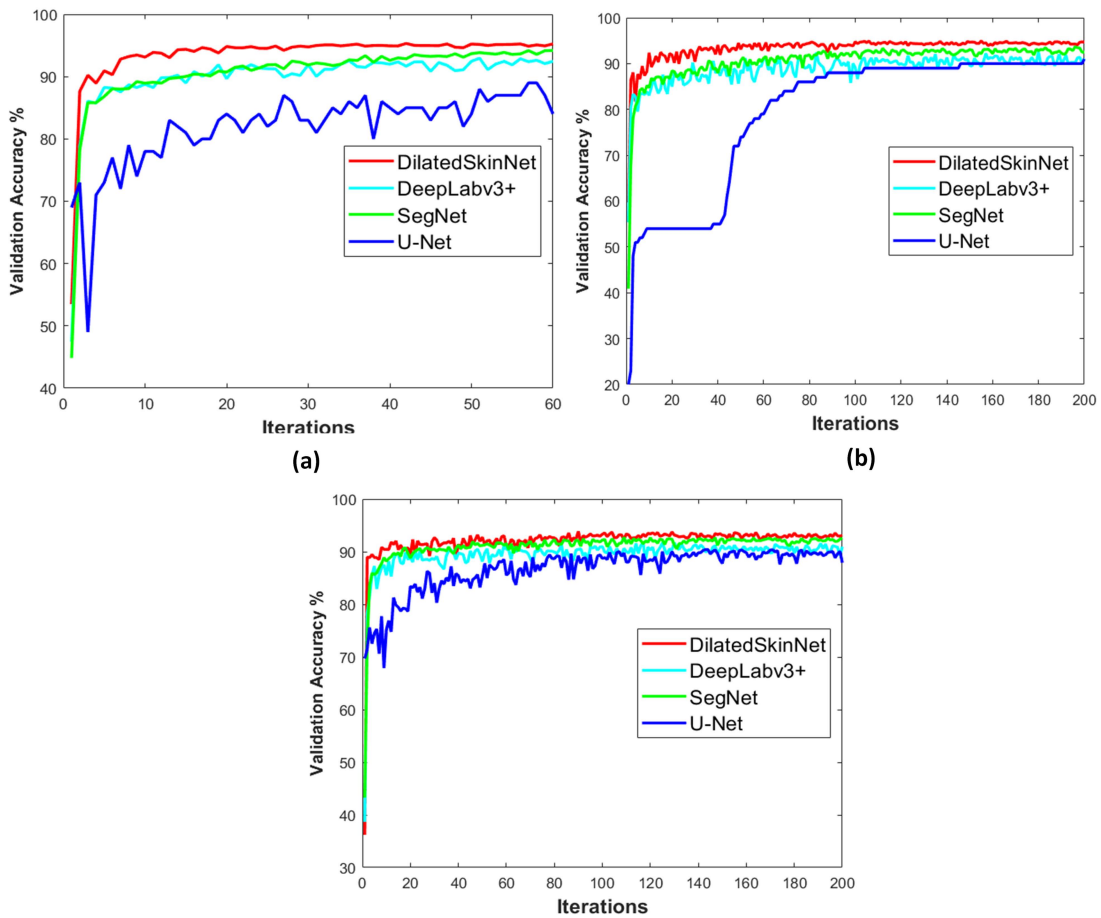 100
90
80
70
60
50
40
Validation Accuracy %
DilatedSkinNet
DeepLabv3+
SegNet
U-Net
0 10 20 30 40 50 60
Iterations
(a)
100
90
80
70
60
50
40
30
20
Validation Accuracy %
DilatedSkinNet
DeepLabv3+
SegNet
U-Net
0 20 40 60 80 100 120 140 160 180 200
Iterations
(b)
100
90
80
70
60
50
40
30
Validation Accuracy %
DilatedSkinNet
DeepLabv3+
SegNet
U-Net
0 20 40 60 80 100 120 140 160 180 200
Iterations